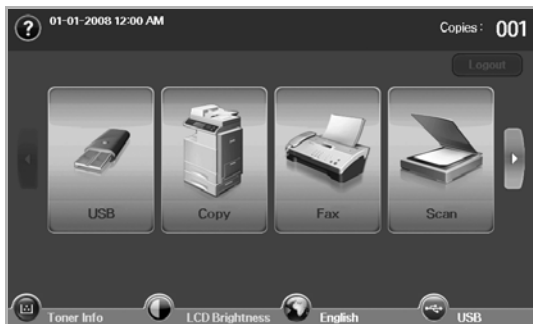 ? 01-01-2008 12:00 AM Copies : 001
Logout
USB Copy Fax Scan
Toner Info LCD Brightness English USB